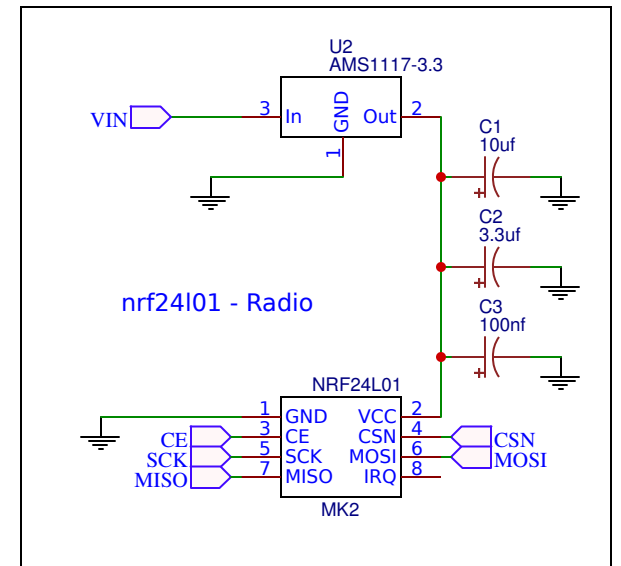 U2
AMS1117-3.3
VIN
3 In GND Out 2
1
C1
10uf
+
C2
3.3uf
+
nrf24l01 - Radio
C3
100nf
+
NRF24L01
1 GND VCC 2
CE 3 CE CSN 4 CSN
SCK 5 SCK MOSI 6 MOSI
MISO 7 MISO IRQ 8
MK2